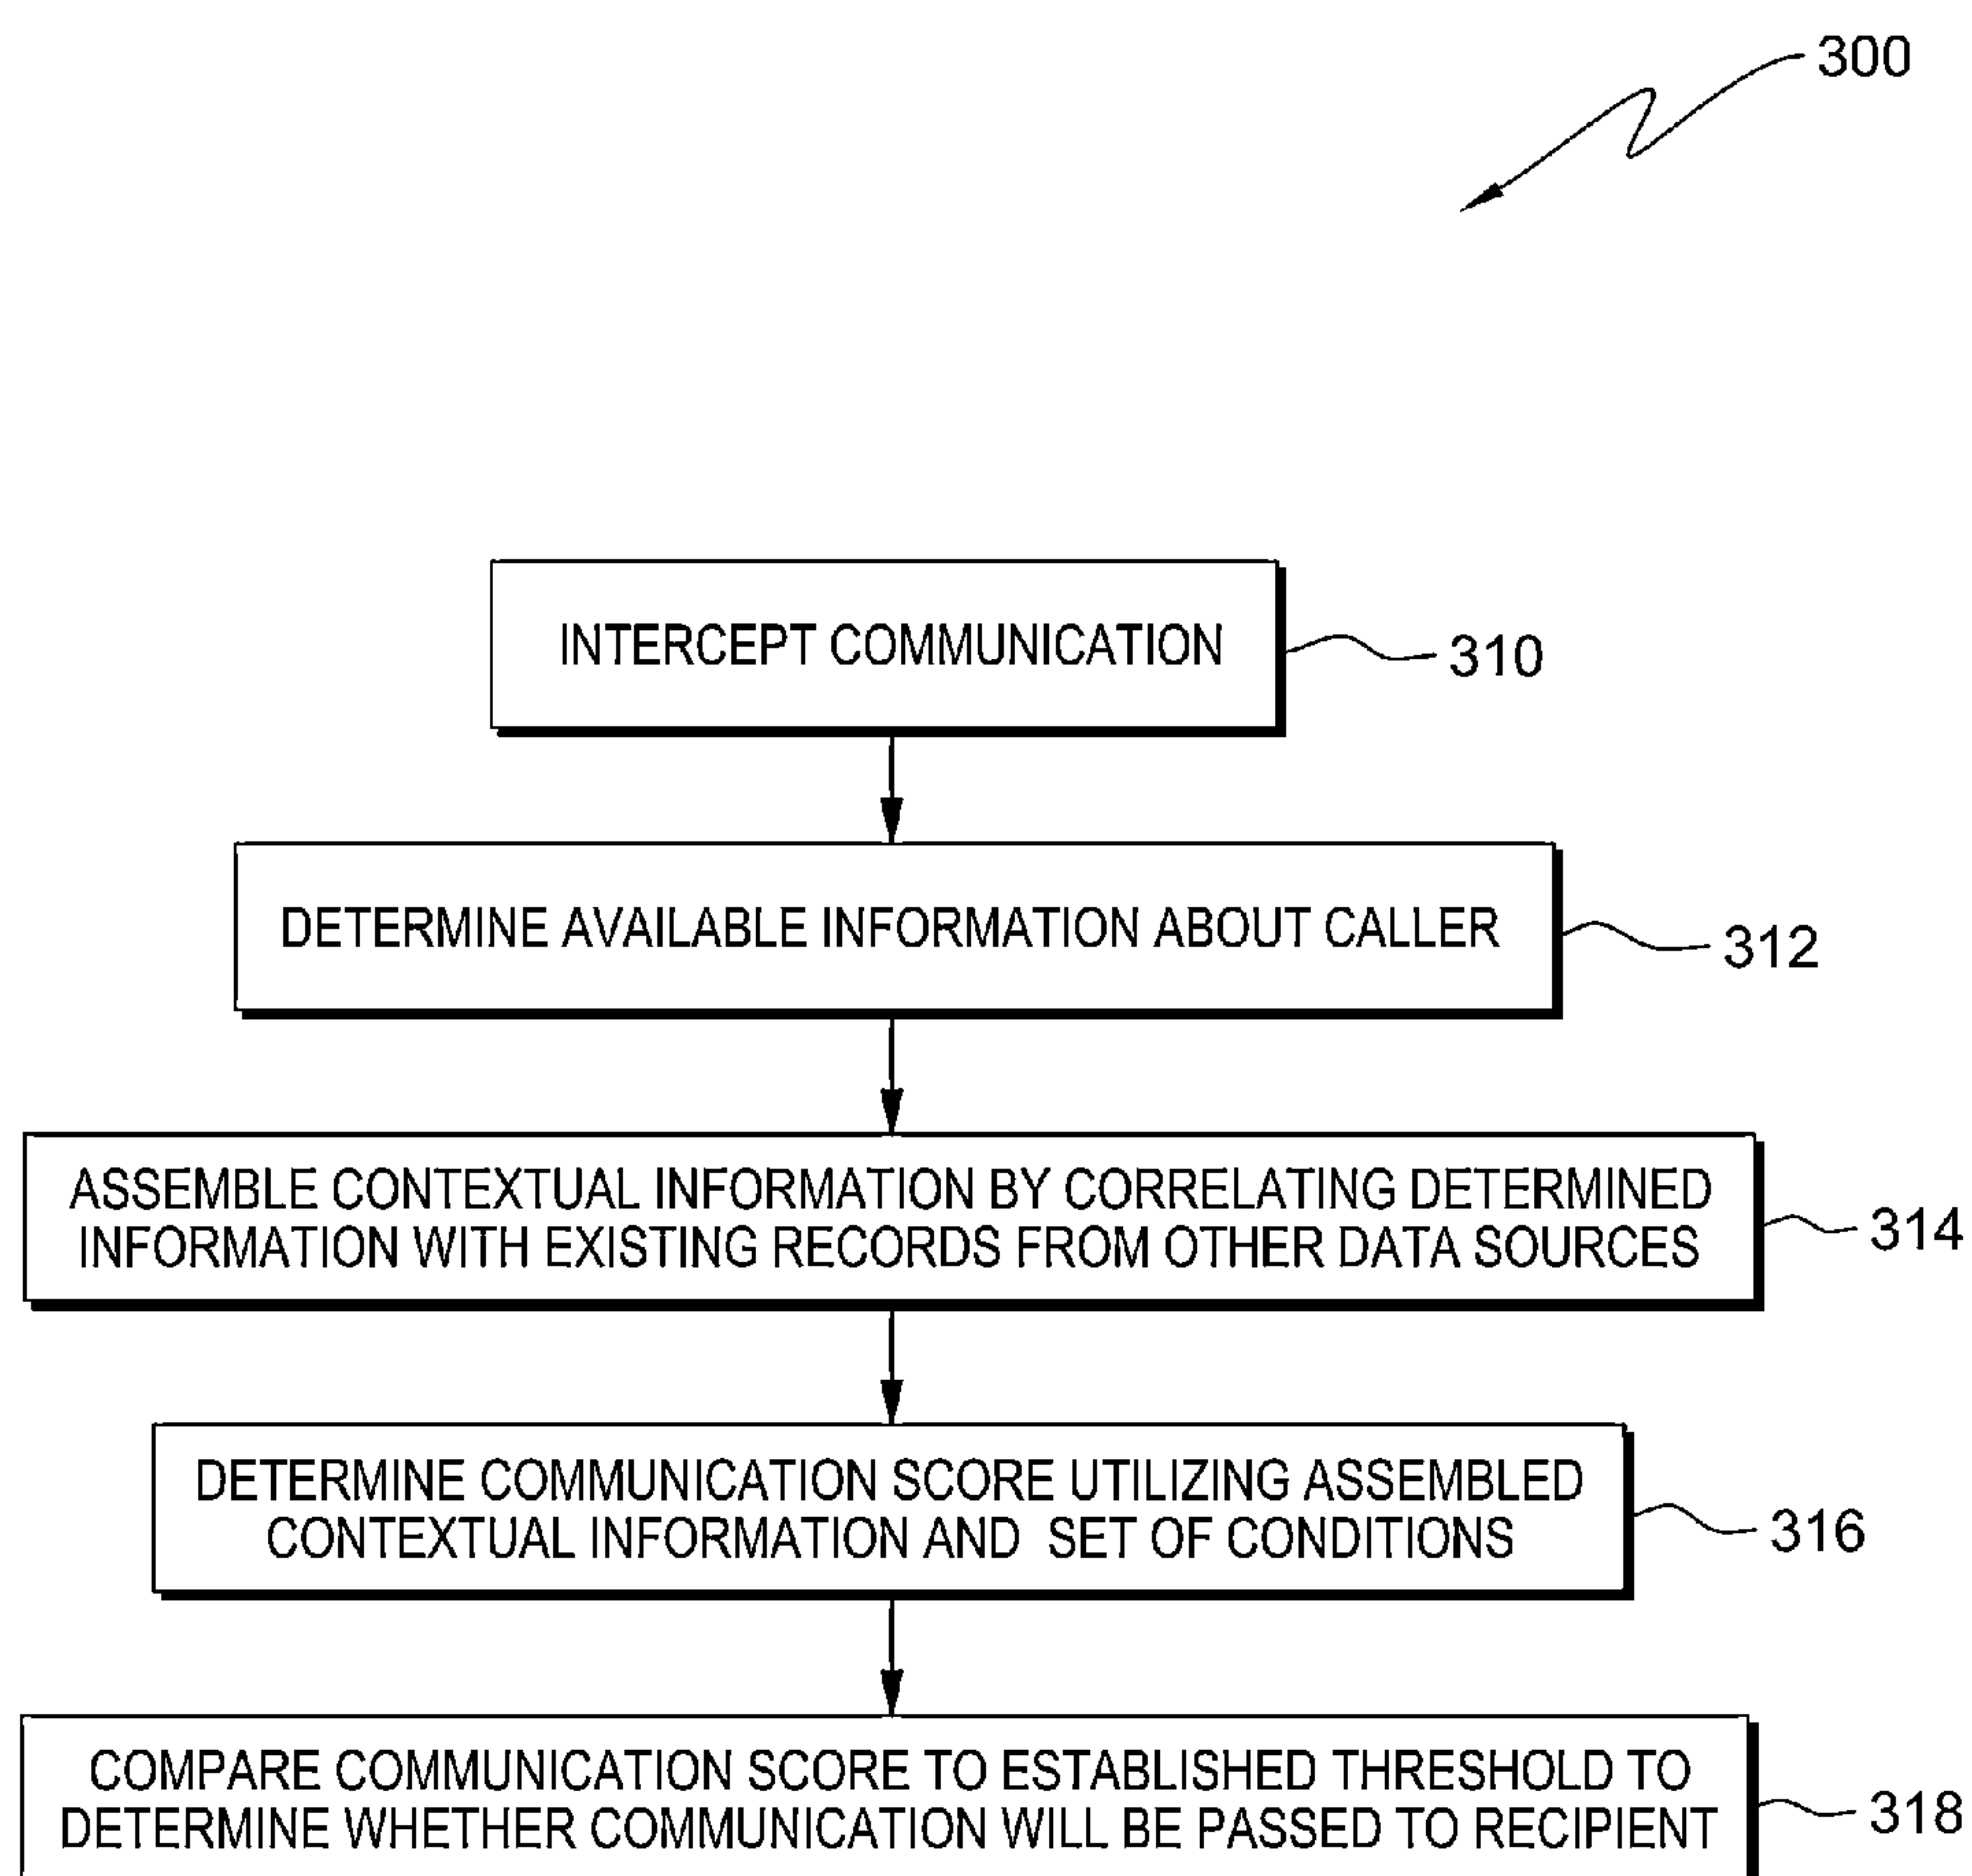 300
INTERCEPT COMMUNICATION
310
DETERMINE AVAILABLE INFORMATION ABOUT CALLER
312
ASSEMBLE CONTEXTUAL INFORMATION BY CORRELATING DETERMINED
INFORMATION WITH EXISTING RECORDS FROM OTHER DATA SOURCES
314
DETERMINE COMMUNICATION SCORE UTILIZING ASSEMBLED
CONTEXTUAL INFORMATION AND SET OF CONDITIONS
316
COMPARE COMMUNICATION SCORE TO ESTABLISHED THRESHOLD TO
DETERMINE WHETHER COMMUNICATION WILL BE PASSED TO RECIPIENT
318